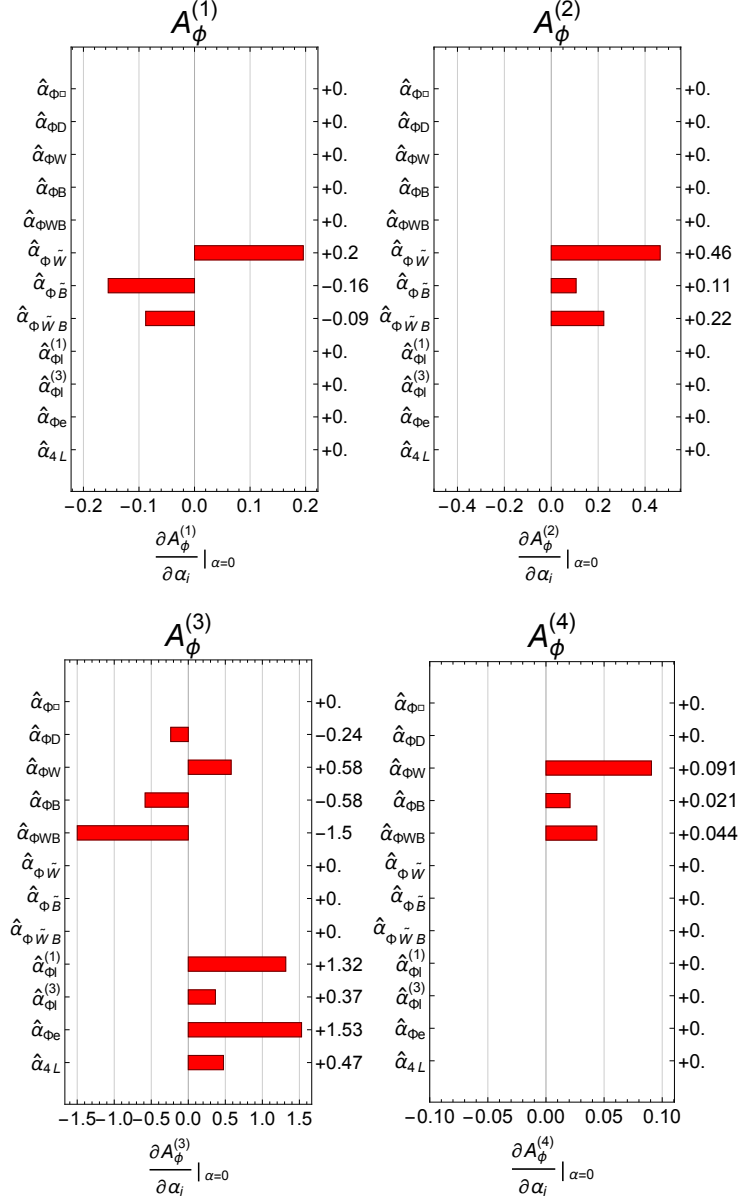 A_ϕ^(1)
α̂_Φ□ +0.
α̂_ΦD +0.
α̂_ΦW +0.
α̂_ΦB +0.
α̂_ΦWB +0.
α̂_ΦW̃ +0.2
α̂_ΦB̃ −0.16
α̂_ΦW̃B −0.09
α̂_Φl^(1) +0.
α̂_Φl^(3) +0.
α̂_Φe +0.
α̂_4L +0.
−0.2 −0.1 0.0 0.1 0.2
∂A_ϕ^(1)
∂α_i |α=0
A_ϕ^(2)
α̂_Φ□ +0.
α̂_ΦD +0.
α̂_ΦW +0.
α̂_ΦB +0.
α̂_ΦWB +0.
α̂_ΦW̃ +0.46
α̂_ΦB̃ +0.11
α̂_ΦW̃B +0.22
α̂_Φl^(1) +0.
α̂_Φl^(3) +0.
α̂_Φe +0.
α̂_4L +0.
−0.4 −0.2 0.0 0.2 0.4
∂A_ϕ^(2)
∂α_i |α=0
A_ϕ^(3)
α̂_Φ□ +0.
α̂_ΦD −0.24
α̂_ΦW +0.58
α̂_ΦB −0.58
α̂_ΦWB −1.5
α̂_ΦW̃ +0.
α̂_ΦB̃ +0.
α̂_ΦW̃B +0.
α̂_Φl^(1) +1.32
α̂_Φl^(3) +0.37
α̂_Φe +1.53
α̂_4L +0.47
−1.5 −1.0 −0.5 0.0 0.5 1.0 1.5
∂A_ϕ^(3)
∂α_i |α=0
A_ϕ^(4)
α̂_Φ□ +0.
α̂_ΦD +0.
α̂_ΦW +0.091
α̂_ΦB +0.021
α̂_ΦWB +0.044
α̂_ΦW̃ +0.
α̂_ΦB̃ +0.
α̂_ΦW̃B +0.
α̂_Φl^(1) +0.
α̂_Φl^(3) +0.
α̂_Φe +0.
α̂_4L +0.
−0.10 −0.05 0.00 0.05 0.10
∂A_ϕ^(4)
∂α_i |α=0